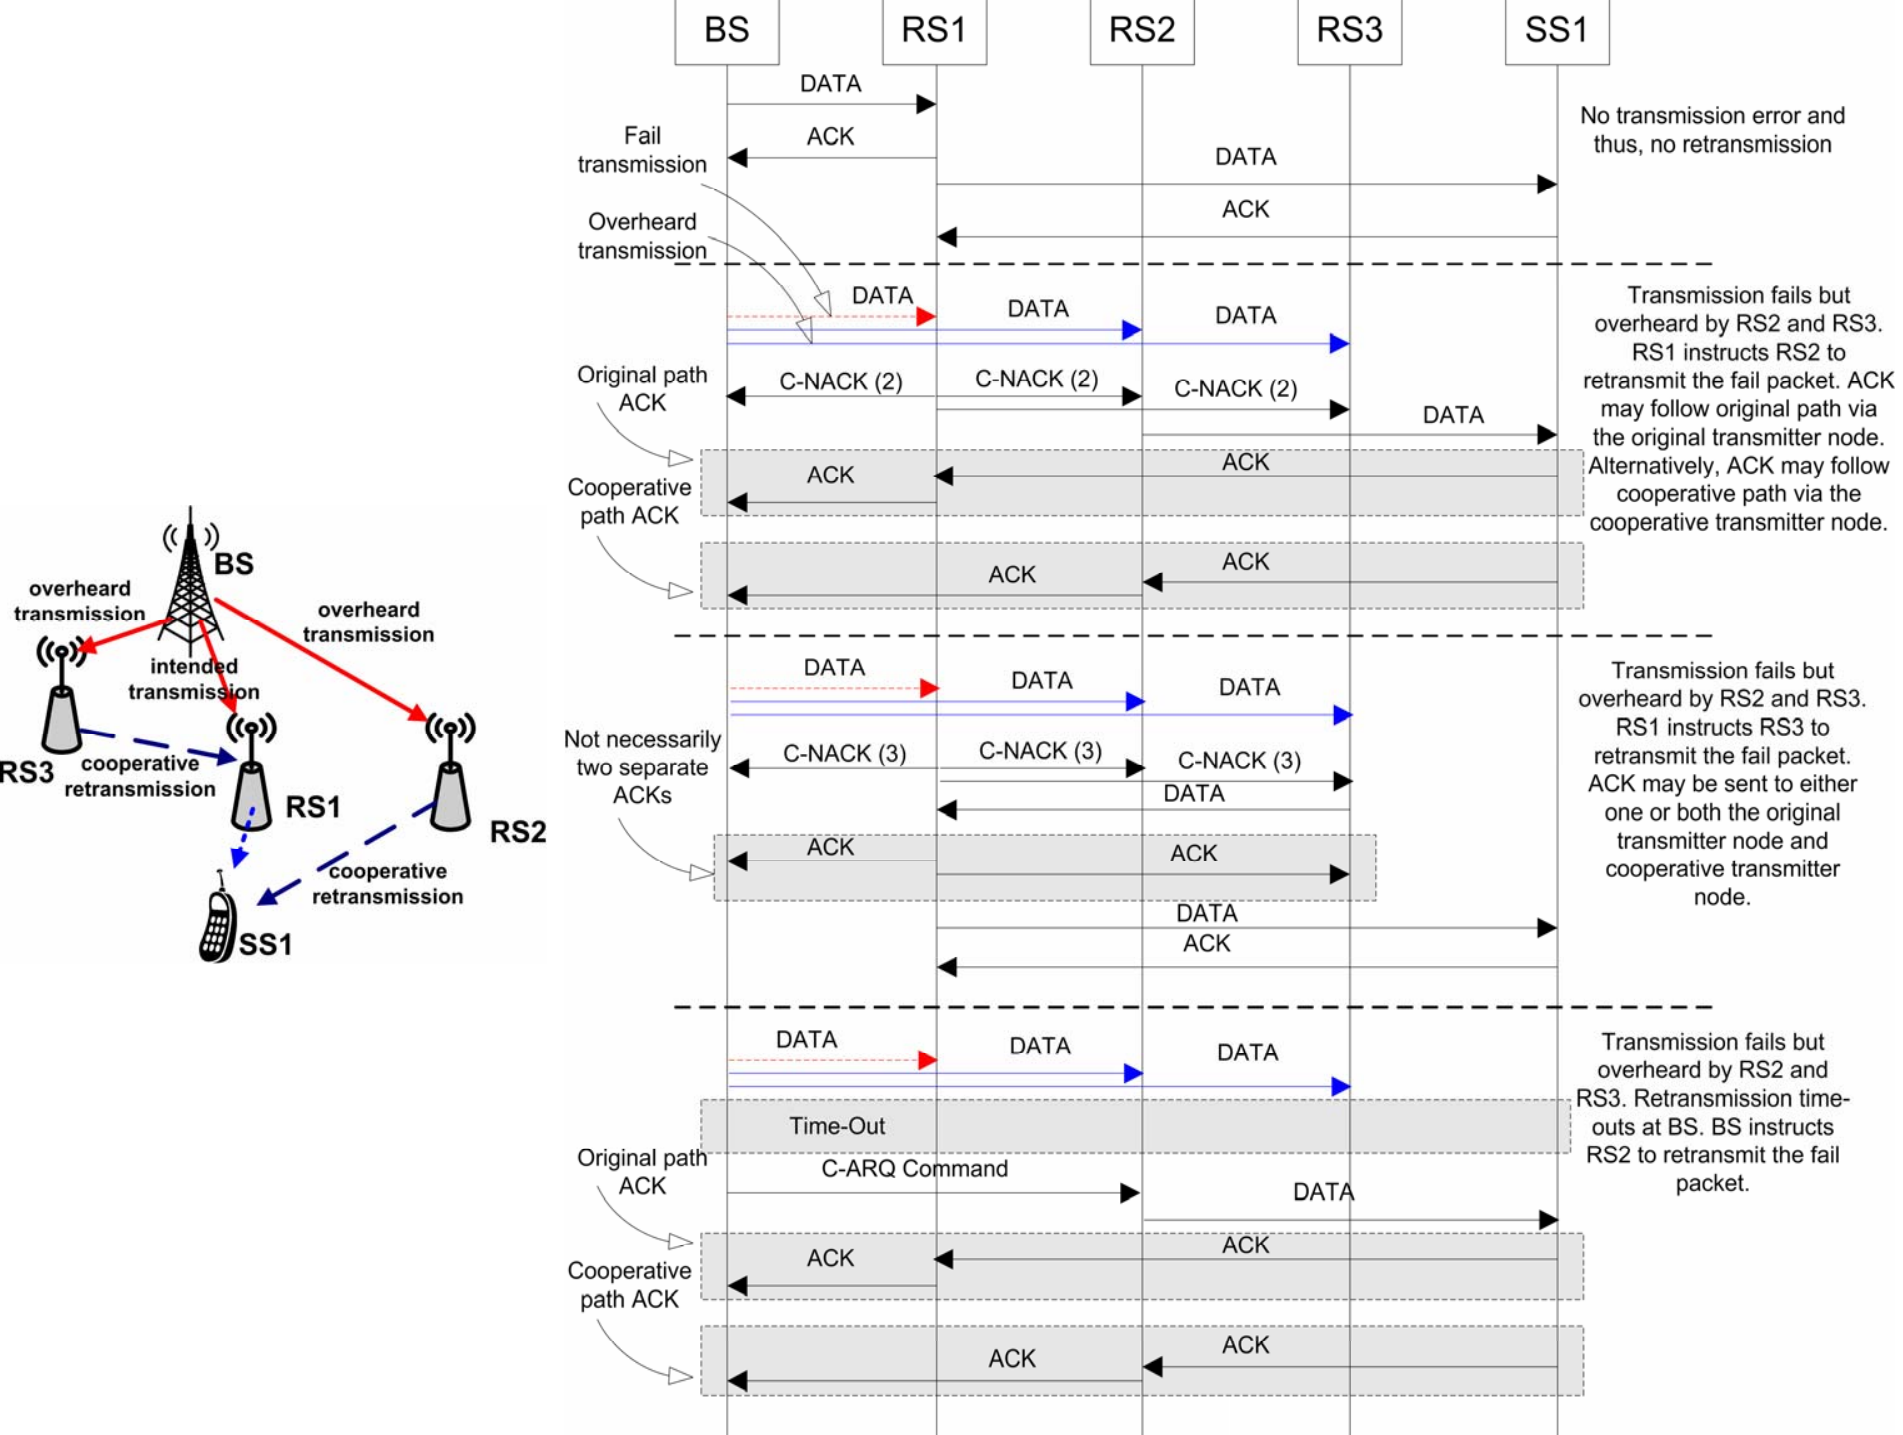 BS
RS1
RS2
RS3
SS1
DATA
ACK
DATA
ACK
No transmission error and
thus, no retransmission
Fail
transmission
Overheard
transmission
DATA
DATA
DATA
C-NACK (2)
C-NACK (2)
C-NACK (2)
DATA
Original path
ACK
ACK
ACK
Cooperative
path ACK
ACK
ACK
Transmission fails but
overheard by RS2 and RS3.
RS1 instructs RS2 to
retransmit the fail packet. ACK
may follow original path via
the original transmitter node.
Alternatively, ACK may follow
cooperative path via the
cooperative transmitter node.
DATA
DATA
DATA
C-NACK (3)
C-NACK (3)
C-NACK (3)
DATA
Not necessarily
two separate
ACKs
ACK
ACK
DATA
ACK
Transmission fails but
overheard by RS2 and RS3.
RS1 instructs RS3 to
retransmit the fail packet.
ACK may be sent to either
one or both the original
transmitter node and
cooperative transmitter
node.
DATA
DATA
DATA
Time-Out
C-ARQ Command
DATA
Original path
ACK
ACK
ACK
Cooperative
path ACK
ACK
ACK
Transmission fails but
overheard by RS2 and
RS3. Retransmission time-
outs at BS. BS instructs
RS2 to retransmit the fail
packet.
BS
overheard
transmission
overheard
transmission
intended
transmission
RS3
cooperative
retransmission
RS1
RS2
cooperative
retransmission
SS1